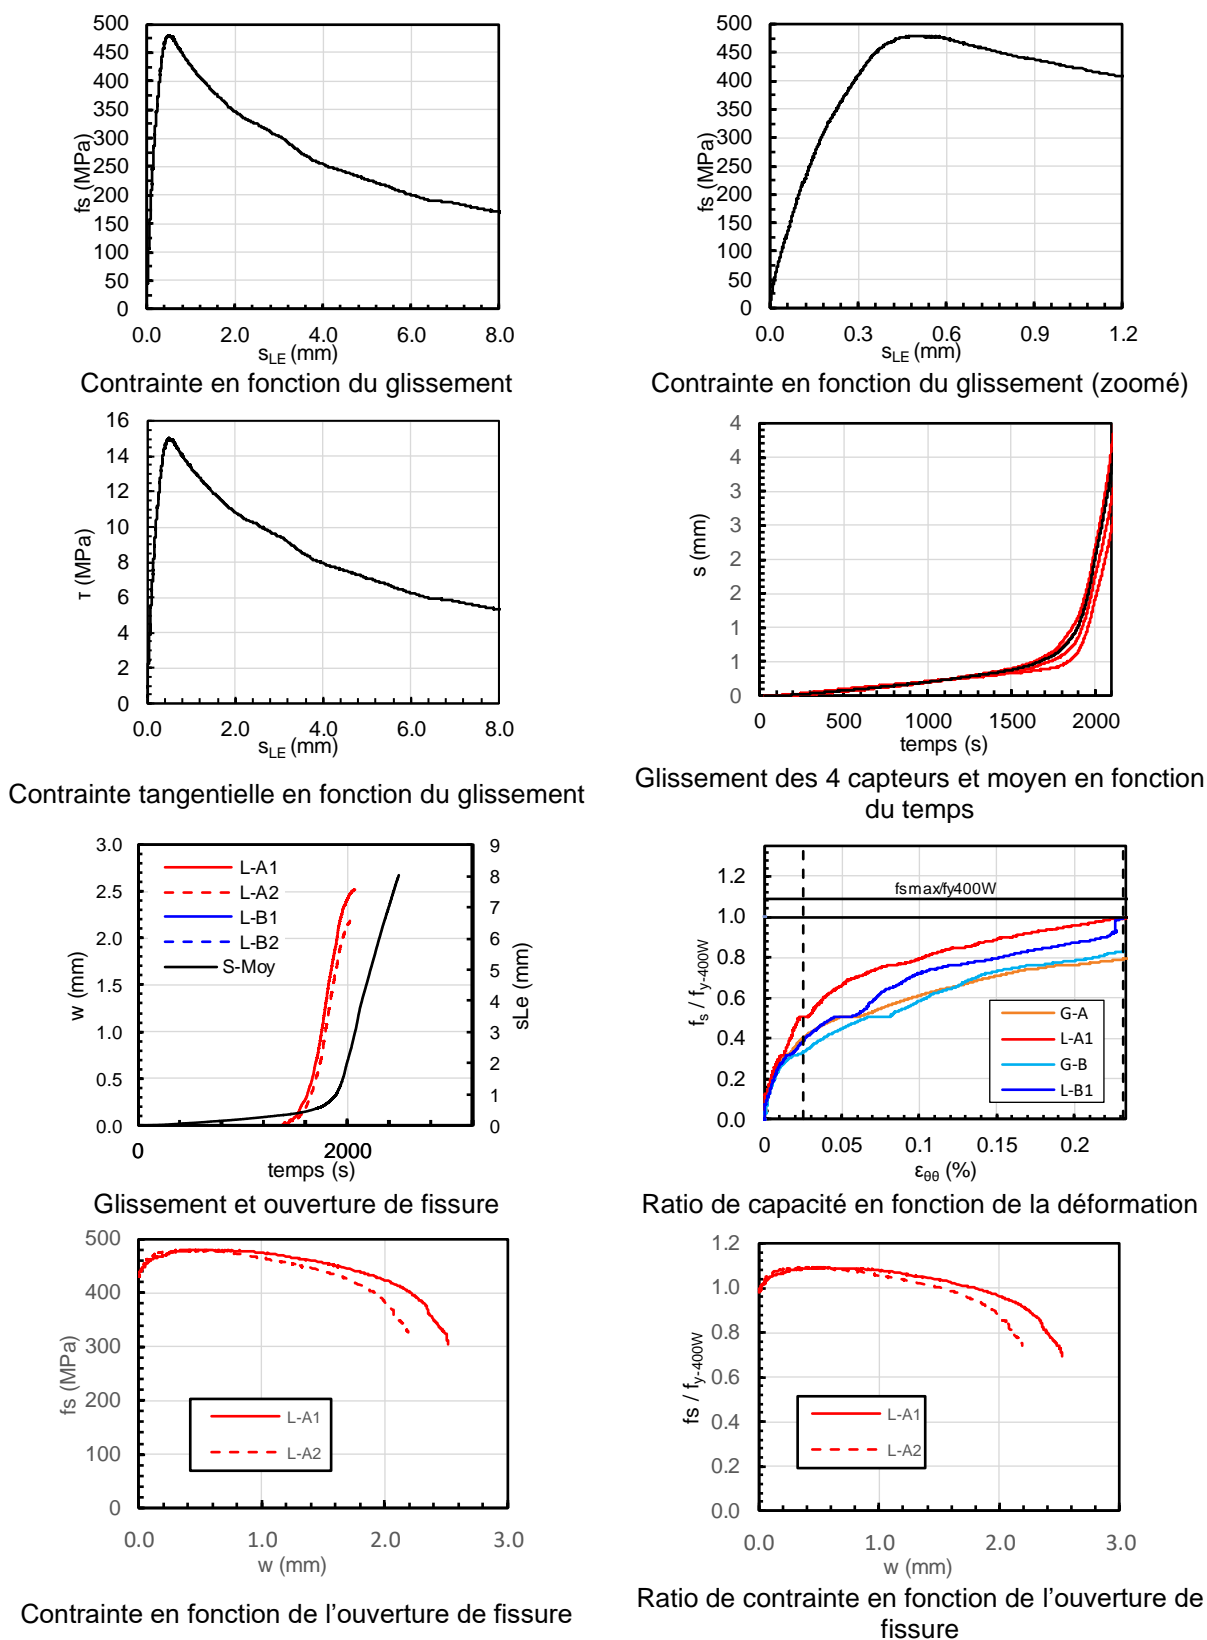 500
450
400
350
300
250
200
150
100
50
0
fs (MPa)
0.0 2.0 4.0 6.0 8.0
sLE (mm)
Contrainte en fonction du glissement
500
450
400
350
300
250
200
150
100
50
0
fs (MPa)
0.0 0.3 0.6 0.9 1.2
sLE (mm)
Contrainte en fonction du glissement (zoomé)
16
14
12
10
8
6
4
2
0
τ (MPa)
0.0 2.0 4.0 6.0 8.0
sLE (mm)
Contrainte tangentielle en fonction du glissement
4
4
3
3
2
2
1
1
0
s (mm)
0 500 1000 1500 2000
temps (s)
Glissement des 4 capteurs et moyen en fonction
du temps
3.0
2.5
2.0
1.5
1.0
0.5
0.0
w (mm)
L-A1
L-A2
L-B1
L-B2
S-Moy
9
8
7
6
5
4
3
2
1
0
sLe (mm)
0 2000
temps (s)
Glissement et ouverture de fissure
1.2
1.0
0.8
0.6
0.4
0.2
0.0
fs / fy-400W
fsmax/fy400W
G-A
L-A1
G-B
L-B1
0 0.05 0.1 0.15 0.2
εθθ (%)
Ratio de capacité en fonction de la déformation
500
400
300
200
100
0
fs (MPa)
L-A1
L-A2
0.0 1.0 2.0 3.0
w (mm)
Contrainte en fonction de l’ouverture de fissure
1.2
1.0
0.8
0.6
0.4
0.2
0.0
fs / fy-400W
L-A1
L-A2
0.0 1.0 2.0 3.0
w (mm)
Ratio de contrainte en fonction de l’ouverture de
fissure